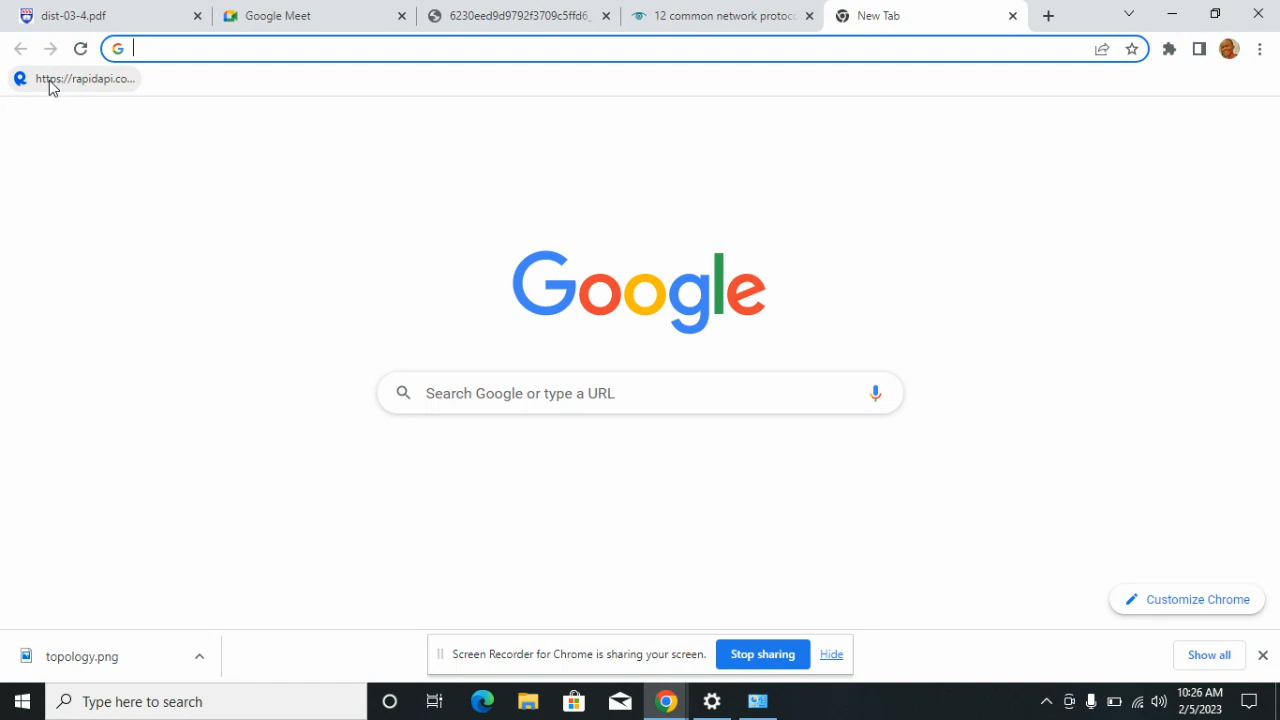 dist-03-4.pdf
Google Meet
6230eed9d9792f3709c5ffd6_
12 common network protoc
New Tab
https://rapidapi.co...
Google
Search Google or type a URL
Customize Chrome
topology.png
Screen Recorder for Chrome is sharing your screen.
Stop sharing
Hide
Show all
Type here to search
10:26 AM
2/5/2023